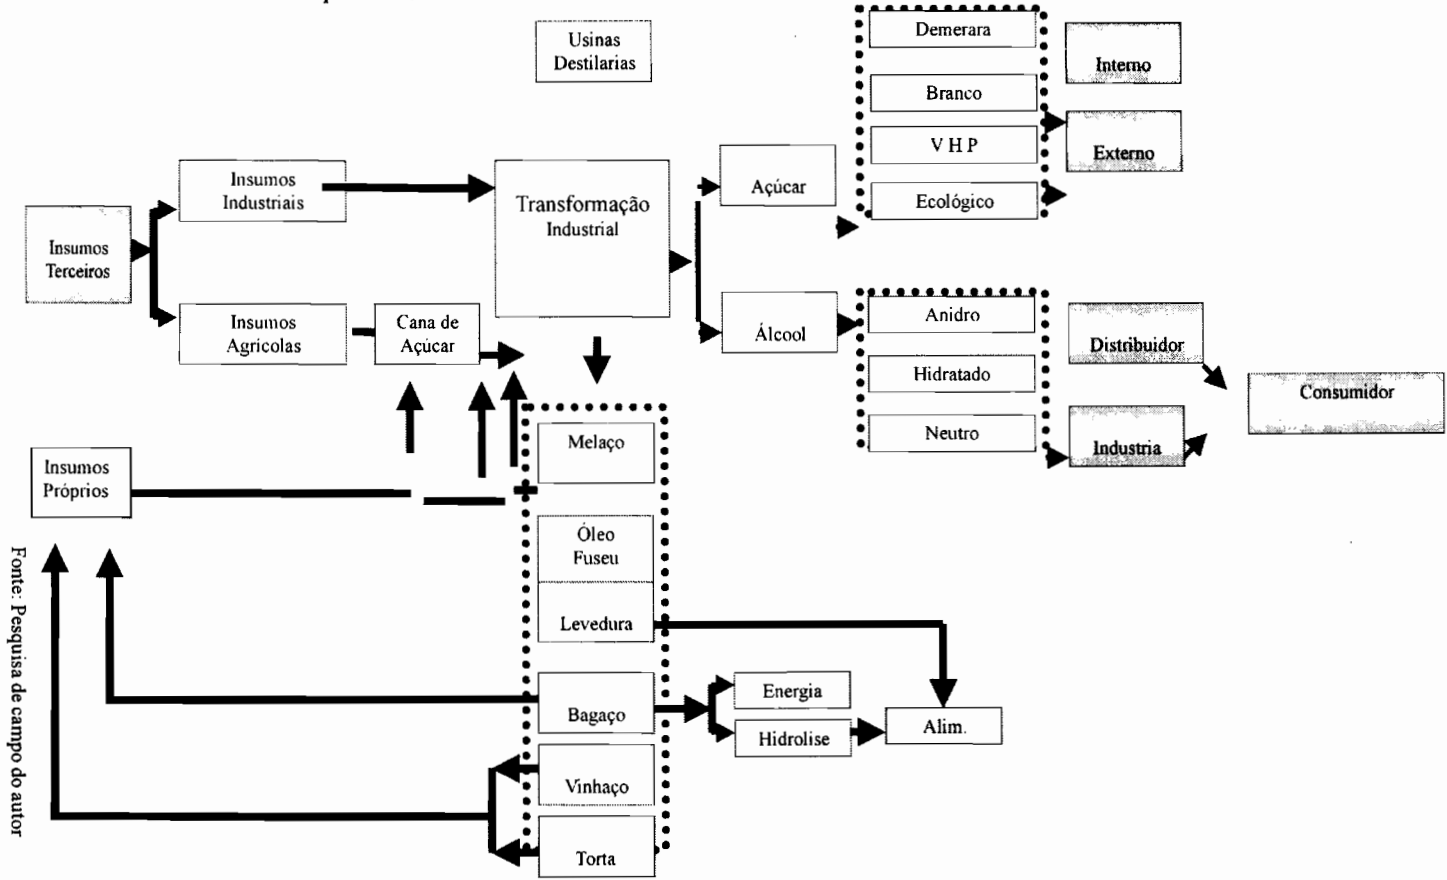 Usinas
Destilarias
Demerara
Branco
V H P
Ecológico
Interno
Externo
Insumos
Terceiros
Insumos
Industriais
Insumos
Agricolas
Cana de
Açúcar
Transformação
Industrial
Açúcar
Álcool
Anidro
Hidratado
Neutro
Distribuidor
Industria
Consumidor
Insumos
Próprios
Melaço
Óleo
Fuseu
Levedura
Bagaço
Vinhaço
Torta
Energia
Hidrolise
Alim.
Fonte: Pesquisa de campo do autor